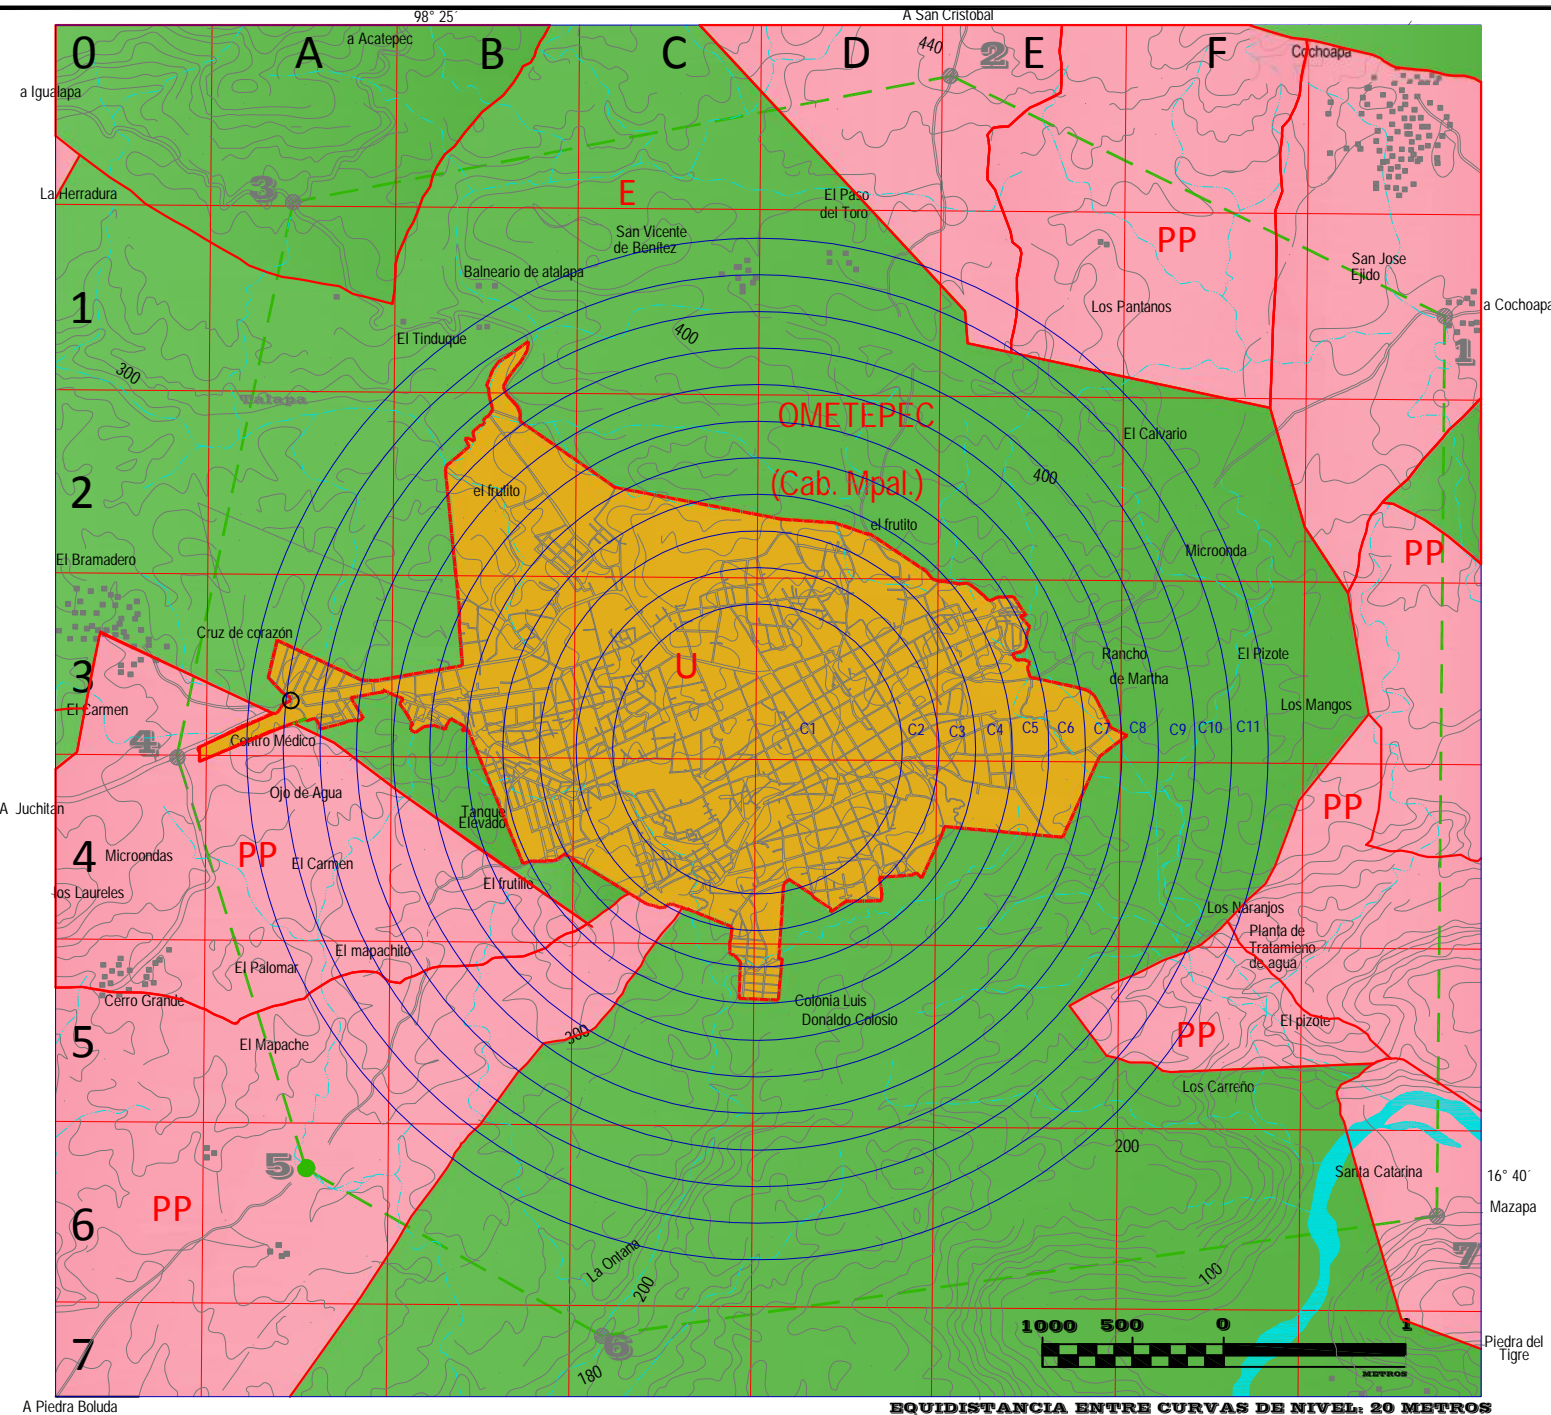 98° 25´
A San Cristobal
0
A
B
C
D
E
F
a Acatepec
440
2
Cochoapa
a Igualapa
3
La Herradura
E
El Paso
del Toro
San Vicente
de Benitez
PP
San Jose
Ejido
Balneario de atalapa
1
Los Pantanos
a Cochoapa
El Tinduque
400
1
300
Talapa
OMETEPEC
(Cab. Mpal.)
El Calvario
400
2
el frutito
el frutito
Microonda
PP
El Bramadero
Cruz de corazón
3
U
Rancho
de Martha
El Pizote
El Carmen
Los Mangos
4
Centro Médico
C1
C2
C3
C4
C5
C6
C7
C8
C9
C10
C11
Ojo de Agua
A Juchitan
Tanque
Elevado
PP
4
Microondas
PP
El Carmen
El frutillo
los Laureles
Los Naranjos
El mapachito
Planta de
Tratamieno
de agua
El Palomar
Cerro Grande
Colonia Luis
Donaldo Colosio
5
300
PP
El pizote
El Mapache
Los Carreño
200
5
Santa Catarina
16° 40´
PP
6
Mazapa
7
La Ontana
200
100
1000
500
0
1
6
7
180
METROS
Piedra del
Tigre
A Piedra Boluda
EQUIDISTANCIA ENTRE CURVAS DE NIVEL: 20 METROS